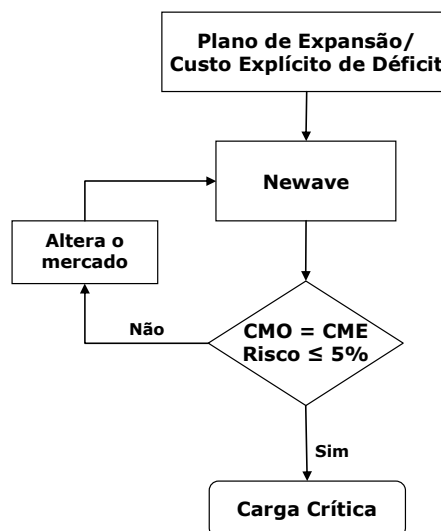 Plano de Expansão/
Custo Explícito de Déficit
Newave
Altera o
mercado
Não
CMO = CME
Risco ≤ 5%
Sim
Carga Crítica